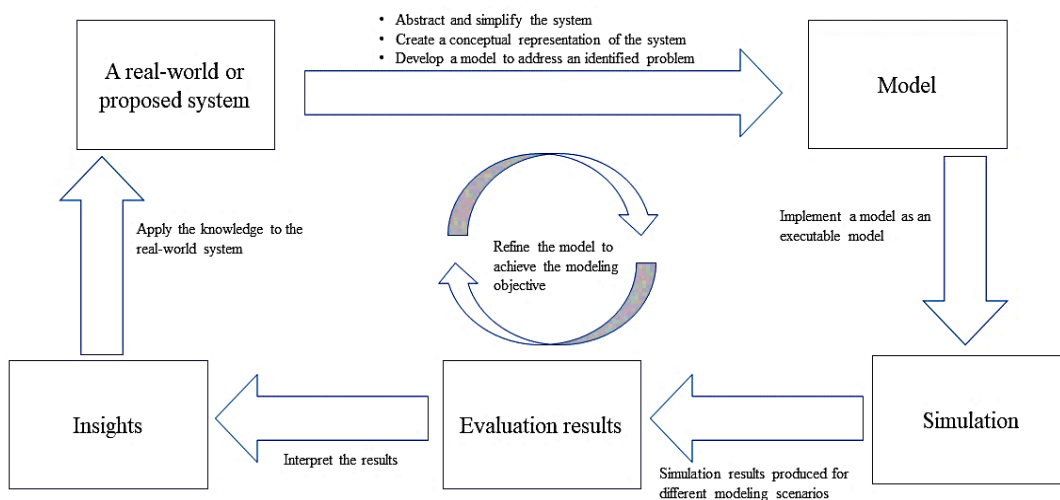 • Abstract and simplify the system
• Create a conceptual representation of the system
• Develop a model to address an identified problem
A real-world or
proposed system
Model
Implement a model as an
executable model
Apply the knowledge to the
real-world system
Refine the model to
achieve the modeling
objective
Insights
Evaluation results
Simulation
Interpret the results
Simulation results produced for
different modeling scenarios